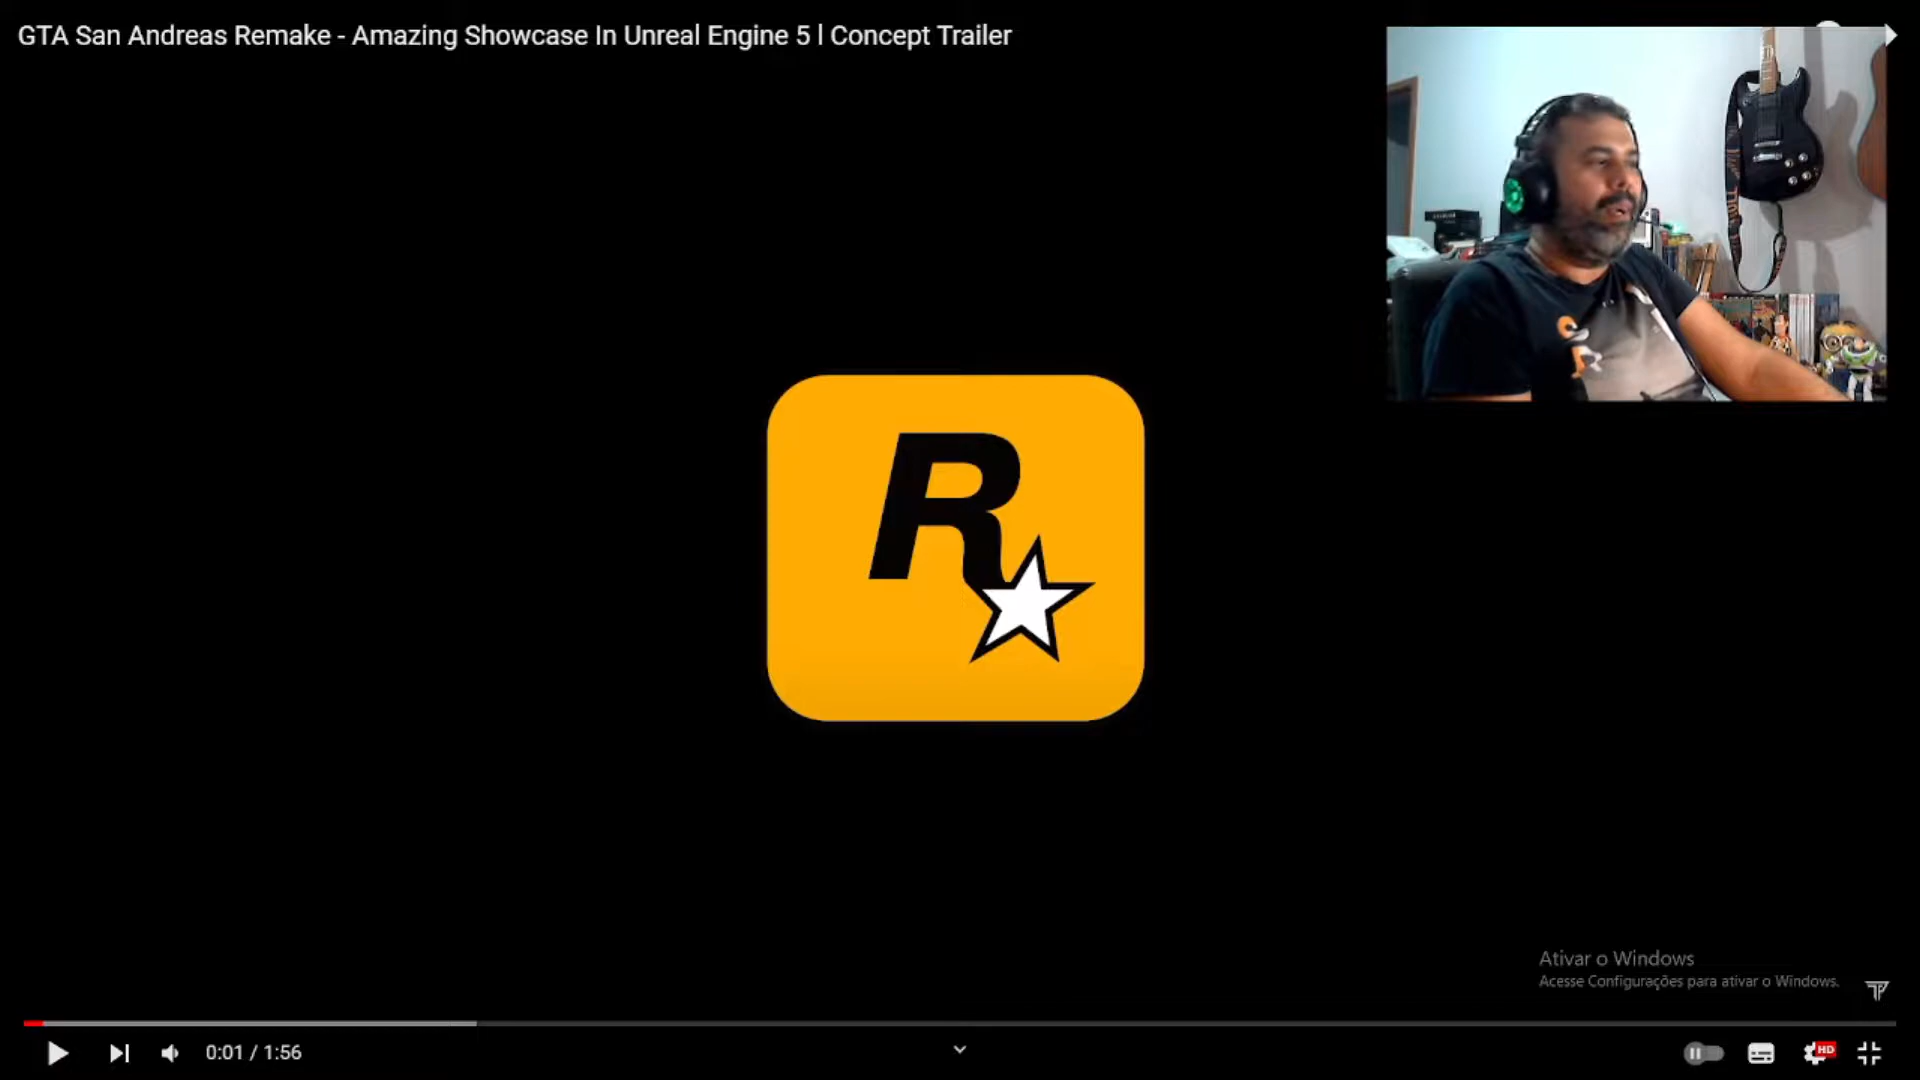 GTA San Andreas Remake - Amazing Showcase In Unreal Engine 5 l Concept Trailer
R
Ativar o Windows
Acesse Configurações para ativar o Windows.
0:01 / 1:56
HD